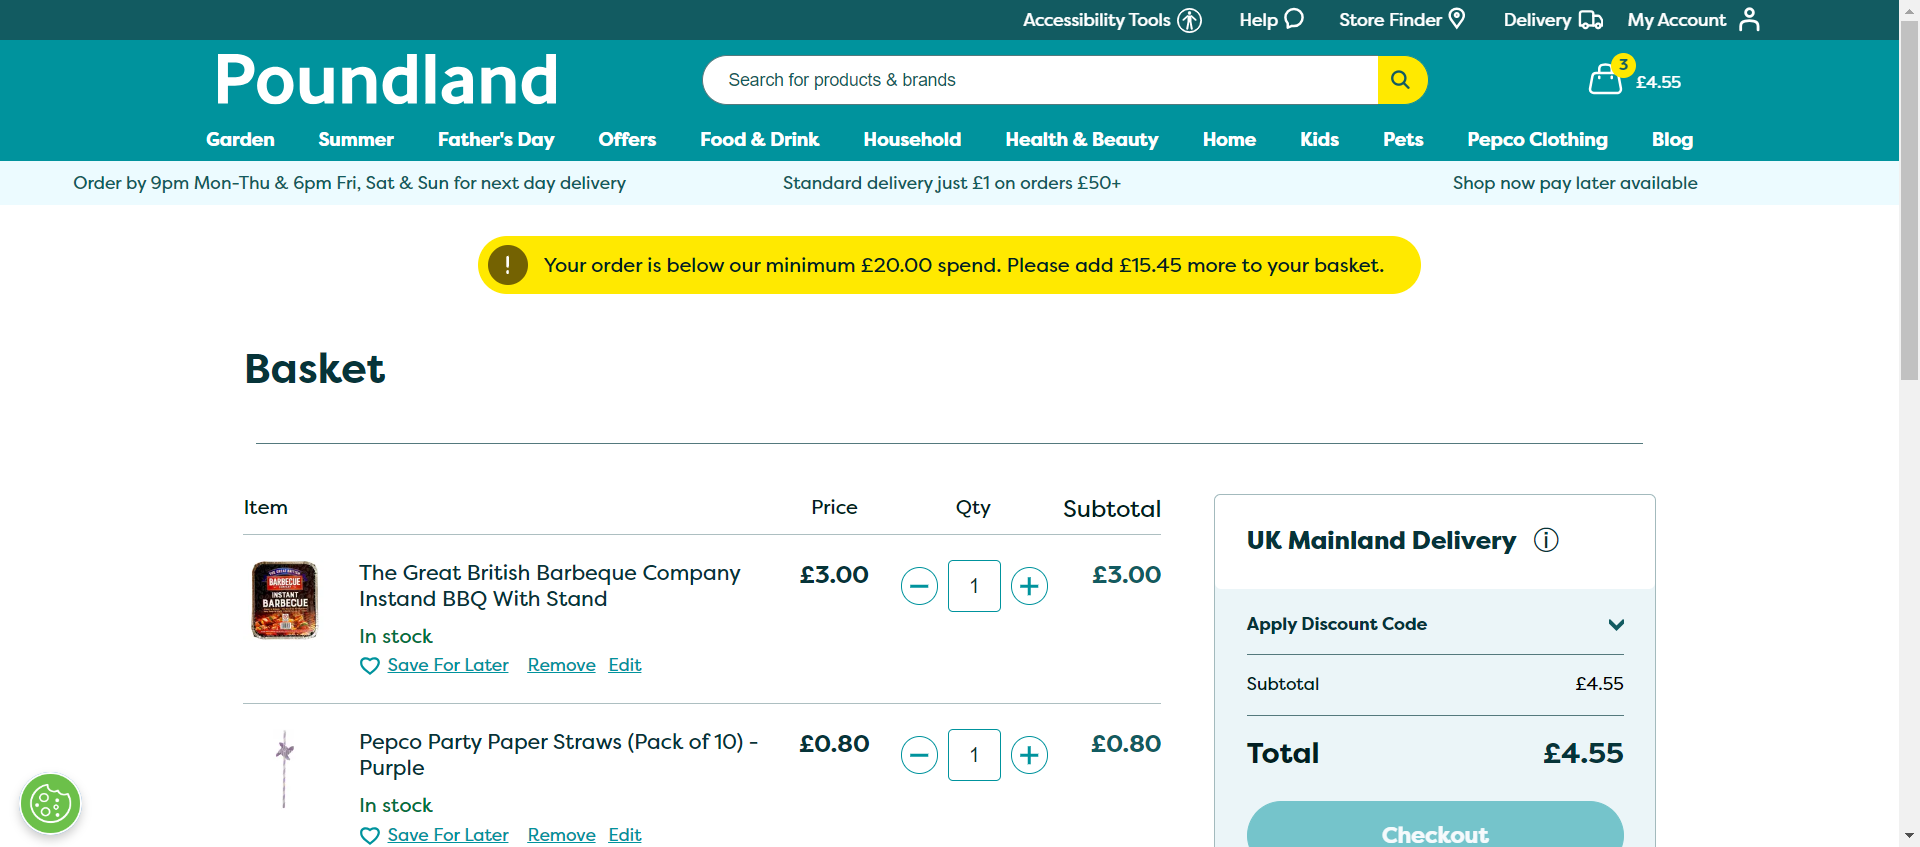 Accessibility Tools Help Store Finder Delivery My Account
Poundland
Search for products & brands
3
£4.55
Garden Summer Father's Day Offers Food & Drink Household Health & Beauty Home Kids Pets Pepco Clothing Blog
Order by 9pm Mon-Thu & 6pm Fri, Sat & Sun for next day delivery Standard delivery just £1 on orders £50+ Shop now pay later available
! Your order is below our minimum £20.00 spend. Please add £15.45 more to your basket.
Basket
Item Price Qty Subtotal
The Great British Barbeque Company
Instand BBQ With Stand
£3.00 1 £3.00
In stock
Save For Later Remove Edit
BARBECUE
INSTANT
BARBECUE
Pepco Party Paper Straws (Pack of 10) -
Purple
£0.80 1 £0.80
In stock
Save For Later Remove Edit
UK Mainland Delivery
Apply Discount Code
Subtotal £4.55
Total £4.55
Checkout